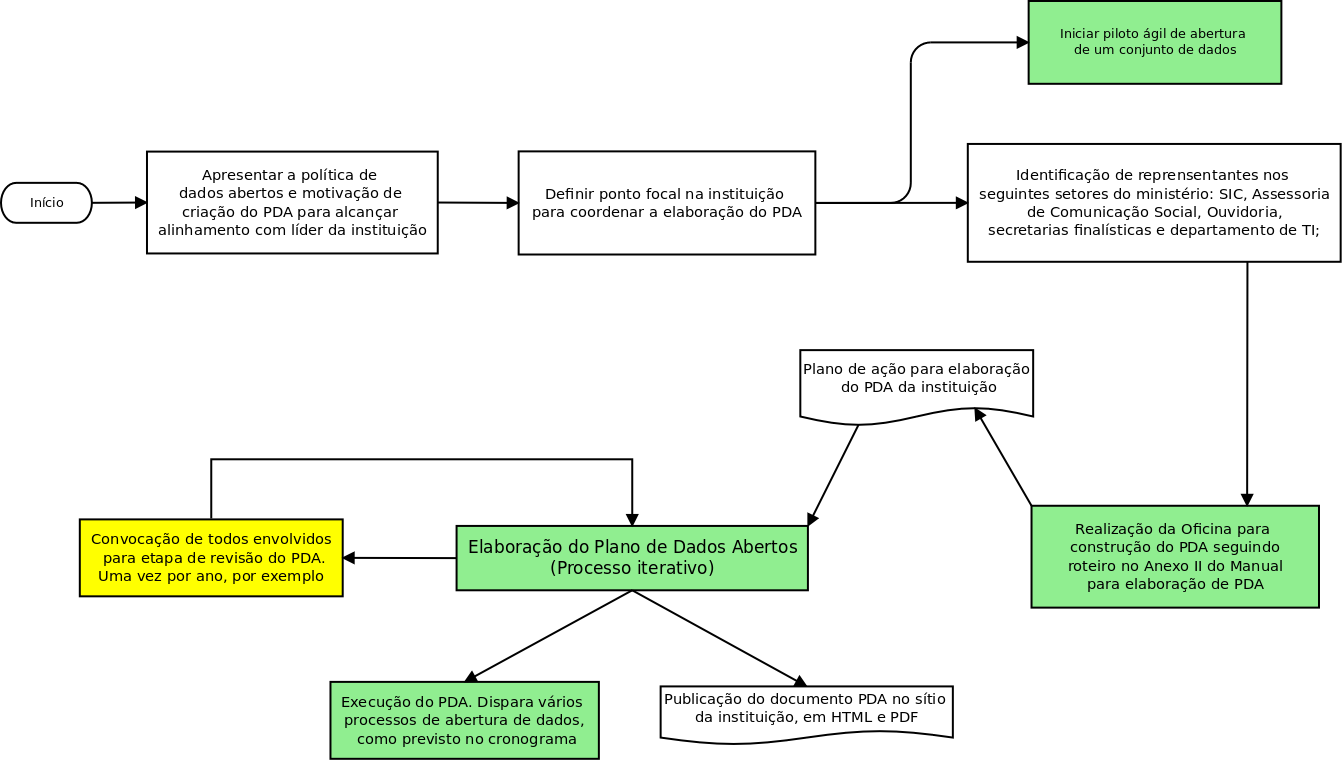 Iniciar piloto ágil de abertura
de um conjunto de dados
Início
Apresentar a política de
dados abertos e motivação de
criação do PDA para alcançar
alinhamento com líder da instituição
Definir ponto focal na instituição
para coordenar a elaboração do PDA
Identificação de reprensentantes nos
seguintes setores do ministério: SIC, Assessoria
de Comunicação Social, Ouvidoria,
secretarias finalísticas e departamento de TI;
Plano de ação para elaboração
do PDA da instituição
Realização da Oficina para
construção do PDA seguindo
roteiro no Anexo II do Manual
para elaboração de PDA
Elaboração do Plano de Dados Abertos
(Processo iterativo)
Convocação de todos envolvidos
para etapa de revisão do PDA.
Uma vez por ano, por exemplo
Execução do PDA. Dispara vários
processos de abertura de dados,
como previsto no cronograma
Publicação do documento PDA no sítio
da instituição, em HTML e PDF